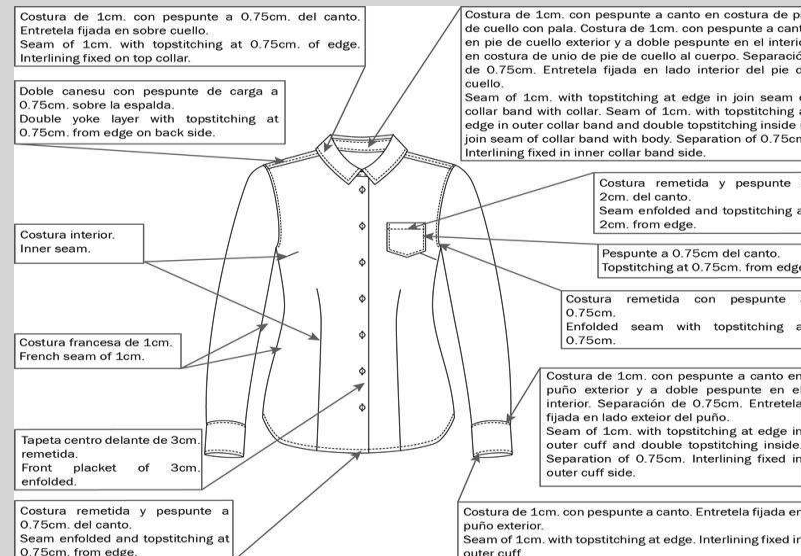 Costura de 1cm. con pespunte a 0.75cm. del canto.
Entretela fijada en sobre cuello.
Seam of 1cm. with topstitching at 0.75cm. of edge.
Interlining fixed on top collar.
Costura de 1cm. con pespunte a canto en costura de p
de cuello con pala. Costura de 1cm. con pespunte a cant
en pie de cuello exterior y a doble pespunte en el interio
en costura de unio de pie de cuello al cuerpo. Separació
de 0.75cm. Entretela fijada en lado interior del pie d
cuello.
Seam of 1cm. with topstitching at edge in join seam
collar band with collar. Seam of 1cm. with topstitching
edge in outer collar band and double topstitching inside
join seam of collar band with body. Separation of 0.75cm
Interlining fixed in inner collar band side.
Doble canesu con pespunte de carga a
0.75cm. sobre la espalda.
Double yoke layer with topstitching at
0.75cm. from edge on back side.
Costura remetida y pespunte
2cm. del canto.
Seam enfolded and topstitching a
2cm. from edge.
Costura interior.
Inner seam.
Pespunte a 0.75cm del canto.
Topstitching at 0.75cm. from edge
Costura remetida con pespunte
0.75cm.
Enfolded seam with topstitching a
0.75cm.
Costura francesa de 1cm.
French seam of 1cm.
Costura de 1cm. con pespunte a canto en
puño exterior y a doble pespunte en el
interior. Separación de 0.75cm. Entretela
fijada en lado exteior del puño.
Seam of 1cm. with topstitching at edge in
outer cuff and double topstitching inside.
Separation of 0.75cm. Interlining fixed in
outer cuff side.
Tapeta centro delante de 3cm.
remetida.
Front placket of 3cm.
enfolded.
Costura remetida y pespunte a
0.75cm. del canto.
Seam enfolded and topstitching at
0.75cm. from edge.
Costura de 1cm. con pespunte a canto. Entretela fijada en
puño exterior.
Seam of 1cm. with topstitching at edge. Interlining fixed in
outer cuff